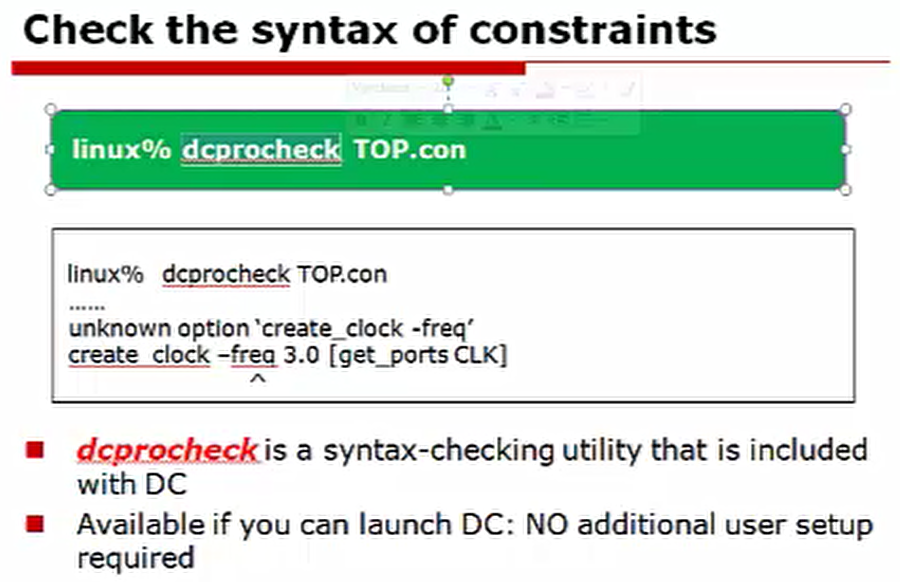 Check the syntax of constraints
linux% dcprocheck TOP.con
linux% dcprocheck TOP.con
......
unknown option ‘create_clock -freq’
create_clock –freq 3.0 [get_ports CLK]
^
dcprocheck is a syntax-checking utility that is included
with DC
Available if you can launch DC: NO additional user setup
required